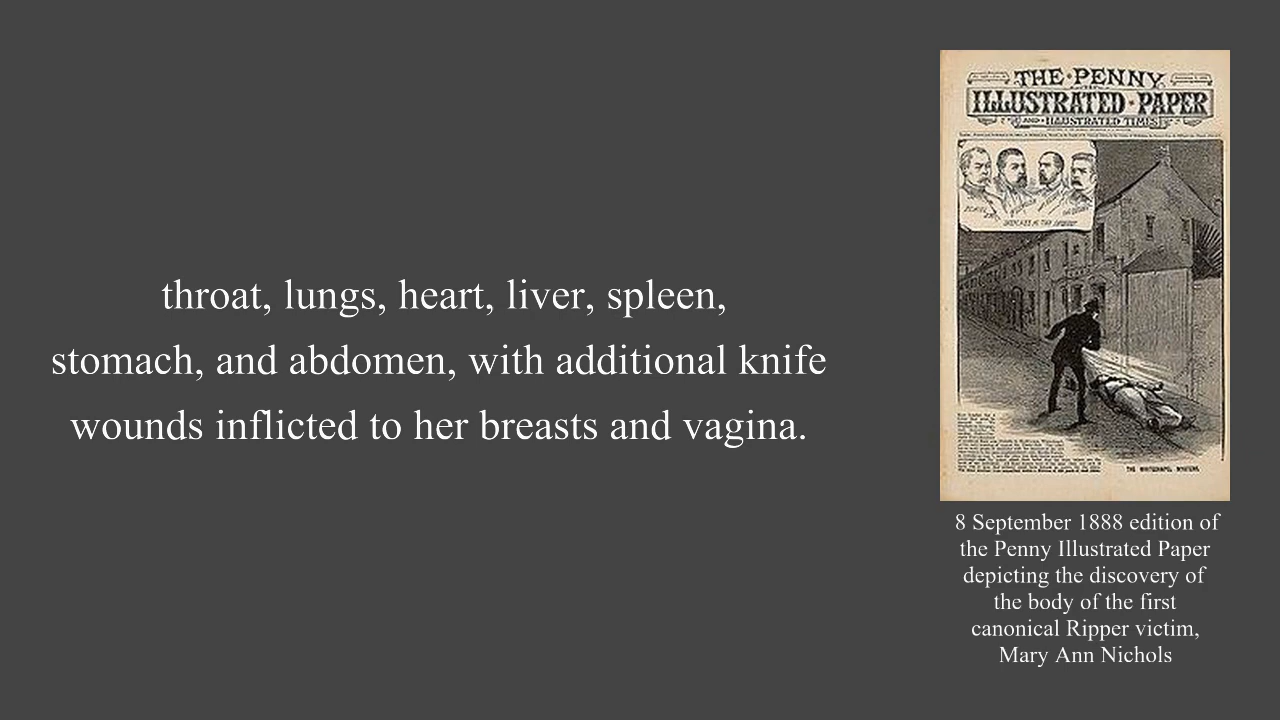 throat, lungs, heart, liver, spleen,
stomach, and abdomen, with additional knife
wounds inflicted to her breasts and vagina.
THE PENNY
ILLUSTRATED PAPER
AND ILLUSTRATED TIMES
THE WHITECHAPEL MYSTERY.
8 September 1888 edition of
the Penny Illustrated Paper
depicting the discovery of
the body of the first
canonical Ripper victim,
Mary Ann Nichols